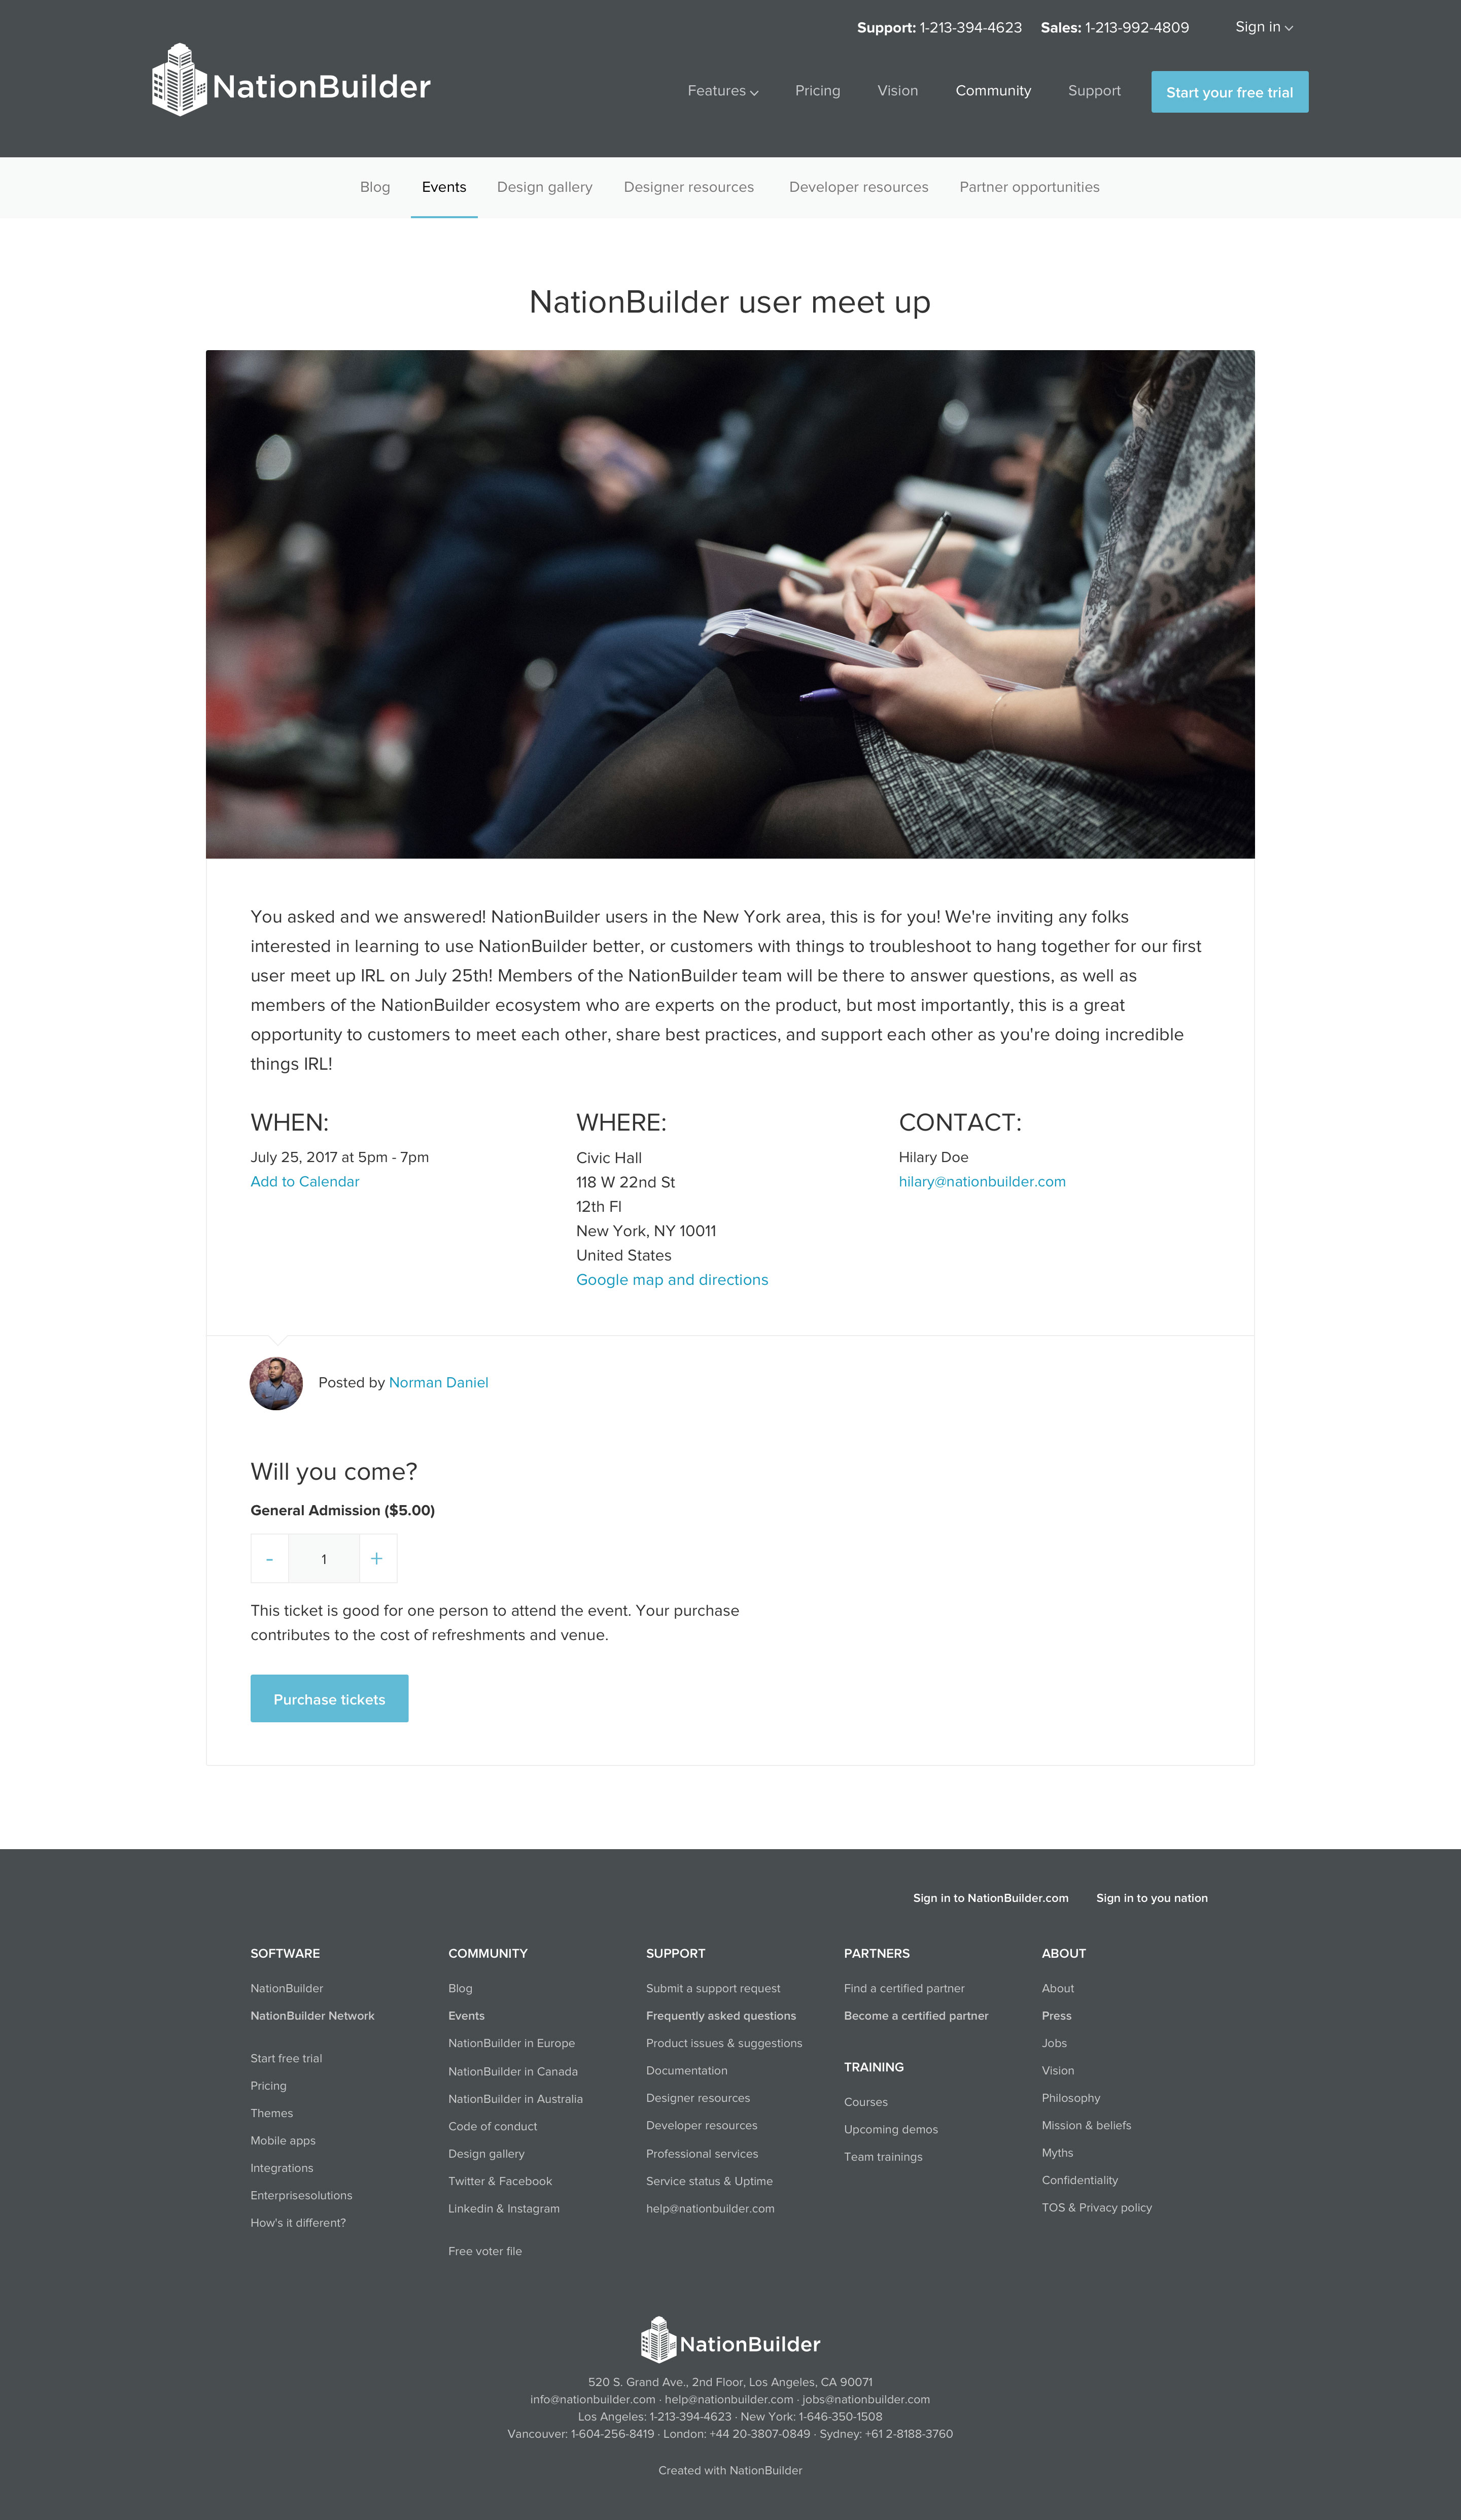 Support: 1-213-394-4623 Sales: 1-213-992-4809 Sign in
NationBuilder
Features Pricing Vision Community Support Start your free trial
Blog Events Design gallery Designer resources Developer resources Partner opportunities
NationBuilder user meet up
You asked and we answered! NationBuilder users in the New York area, this is for you! We're inviting any folks
interested in learning to use NationBuilder better, or customers with things to troubleshoot to hang together for our first
user meet up IRL on July 25th! Members of the NationBuilder team will be there to answer questions, as well as
members of the NationBuilder ecosystem who are experts on the product, but most importantly, this is a great
opportunity to customers to meet each other, share best practices, and support each other as you're doing incredible
things IRL!
WHEN:
July 25, 2017 at 5pm - 7pm
Add to Calendar
WHERE:
Civic Hall
118 W 22nd St
12th Fl
New York, NY 10011
United States
Google map and directions
CONTACT:
Hilary Doe
hilary@nationbuilder.com
Posted by Norman Daniel
Will you come?
General Admission ($5.00)
- 1 +
This ticket is good for one person to attend the event. Your purchase
contributes to the cost of refreshments and venue.
Purchase tickets
Sign in to NationBuilder.com Sign in to you nation
SOFTWARE
NationBuilder
NationBuilder Network
Start free trial
Pricing
Themes
Mobile apps
Integrations
Enterprisesolutions
How's it different?
COMMUNITY
Blog
Events
NationBuilder in Europe
NationBuilder in Canada
NationBuilder in Australia
Code of conduct
Design gallery
Twitter & Facebook
Linkedin & Instagram
Free voter file
SUPPORT
Submit a support request
Frequently asked questions
Product issues & suggestions
Documentation
Designer resources
Developer resources
Professional services
Service status & Uptime
help@nationbuilder.com
PARTNERS
Find a certified partner
Become a certified partner
TRAINING
Courses
Upcoming demos
Team trainings
ABOUT
About
Press
Jobs
Vision
Philosophy
Mission & beliefs
Myths
Confidentiality
TOS & Privacy policy
NationBuilder
520 S. Grand Ave., 2nd Floor, Los Angeles, CA 90071
info@nationbuilder.com · help@nationbuilder.com · jobs@nationbuilder.com
Los Angeles: 1-213-394-4623 · New York: 1-646-350-1508
Vancouver: 1-604-256-8419 · London: +44 20-3807-0849 · Sydney: +61 2-8188-3760
Created with NationBuilder